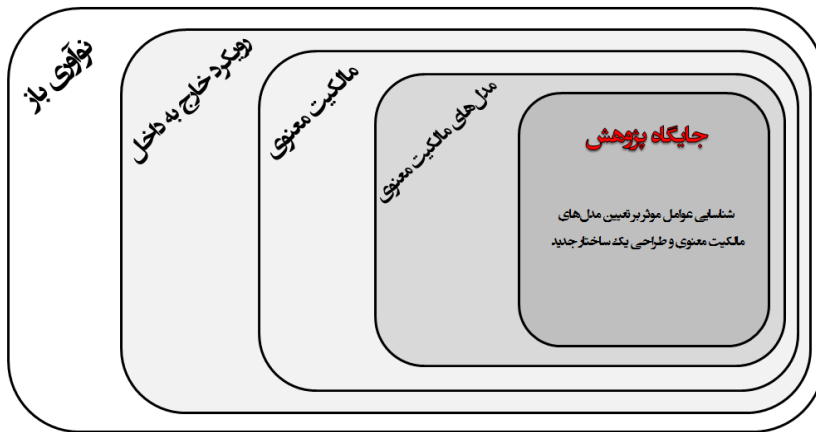 نوآوری باز
رویکرد خارج به داخل
مالکیت معنوی
مدل‌های مالکیت معنوی
جایگاه پژوهش
شناسایی عوامل موثر بر تعیین مدل‌های
مالکیت معنوی و طراحی یک ساختار جدید